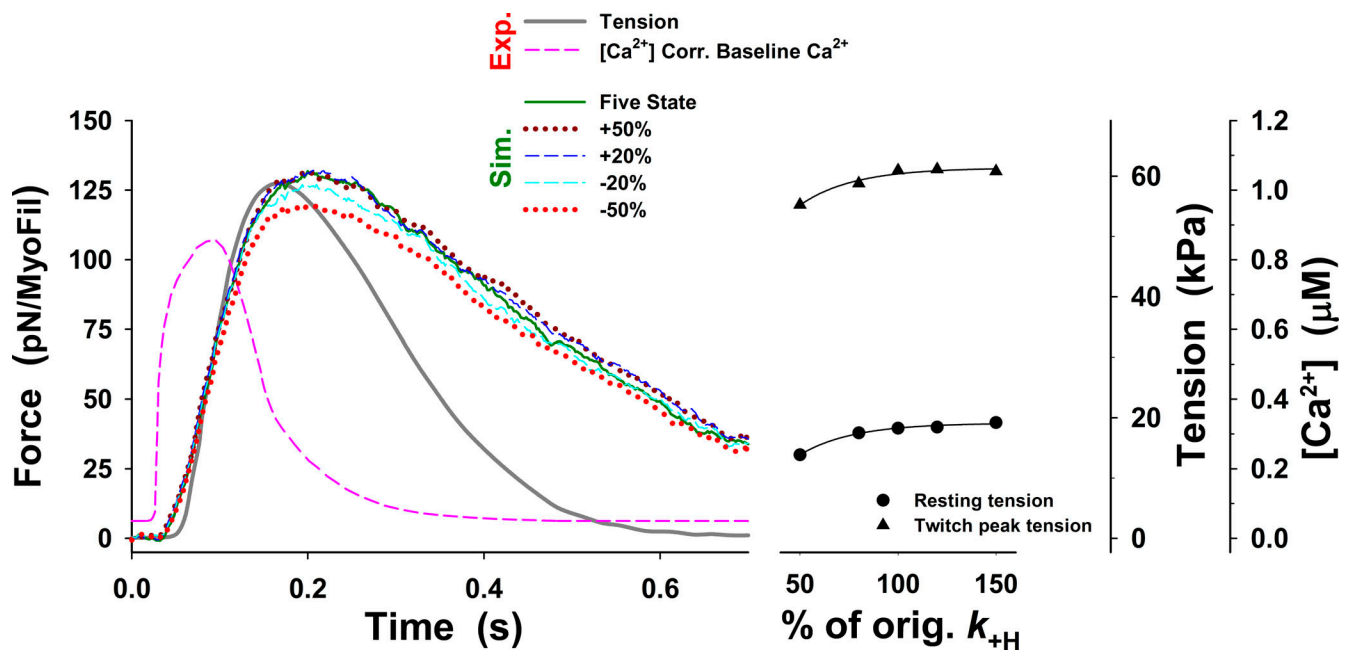 Exp.
Tension
[Ca²⁺] Corr. Baseline Ca²⁺
Sim.
Five State
+50%
+20%
-20%
-50%
Force (pN/MyoFil)
150
125
100
75
50
25
0
0.0 0.2 0.4 0.6
Time (s)
Resting tension
Twitch peak tension
50 100 150
% of orig. k+H
Tension (kPa)
60
40
20
0
[Ca²⁺] (μM)
1.2
1.0
0.8
0.6
0.4
0.2
0.0